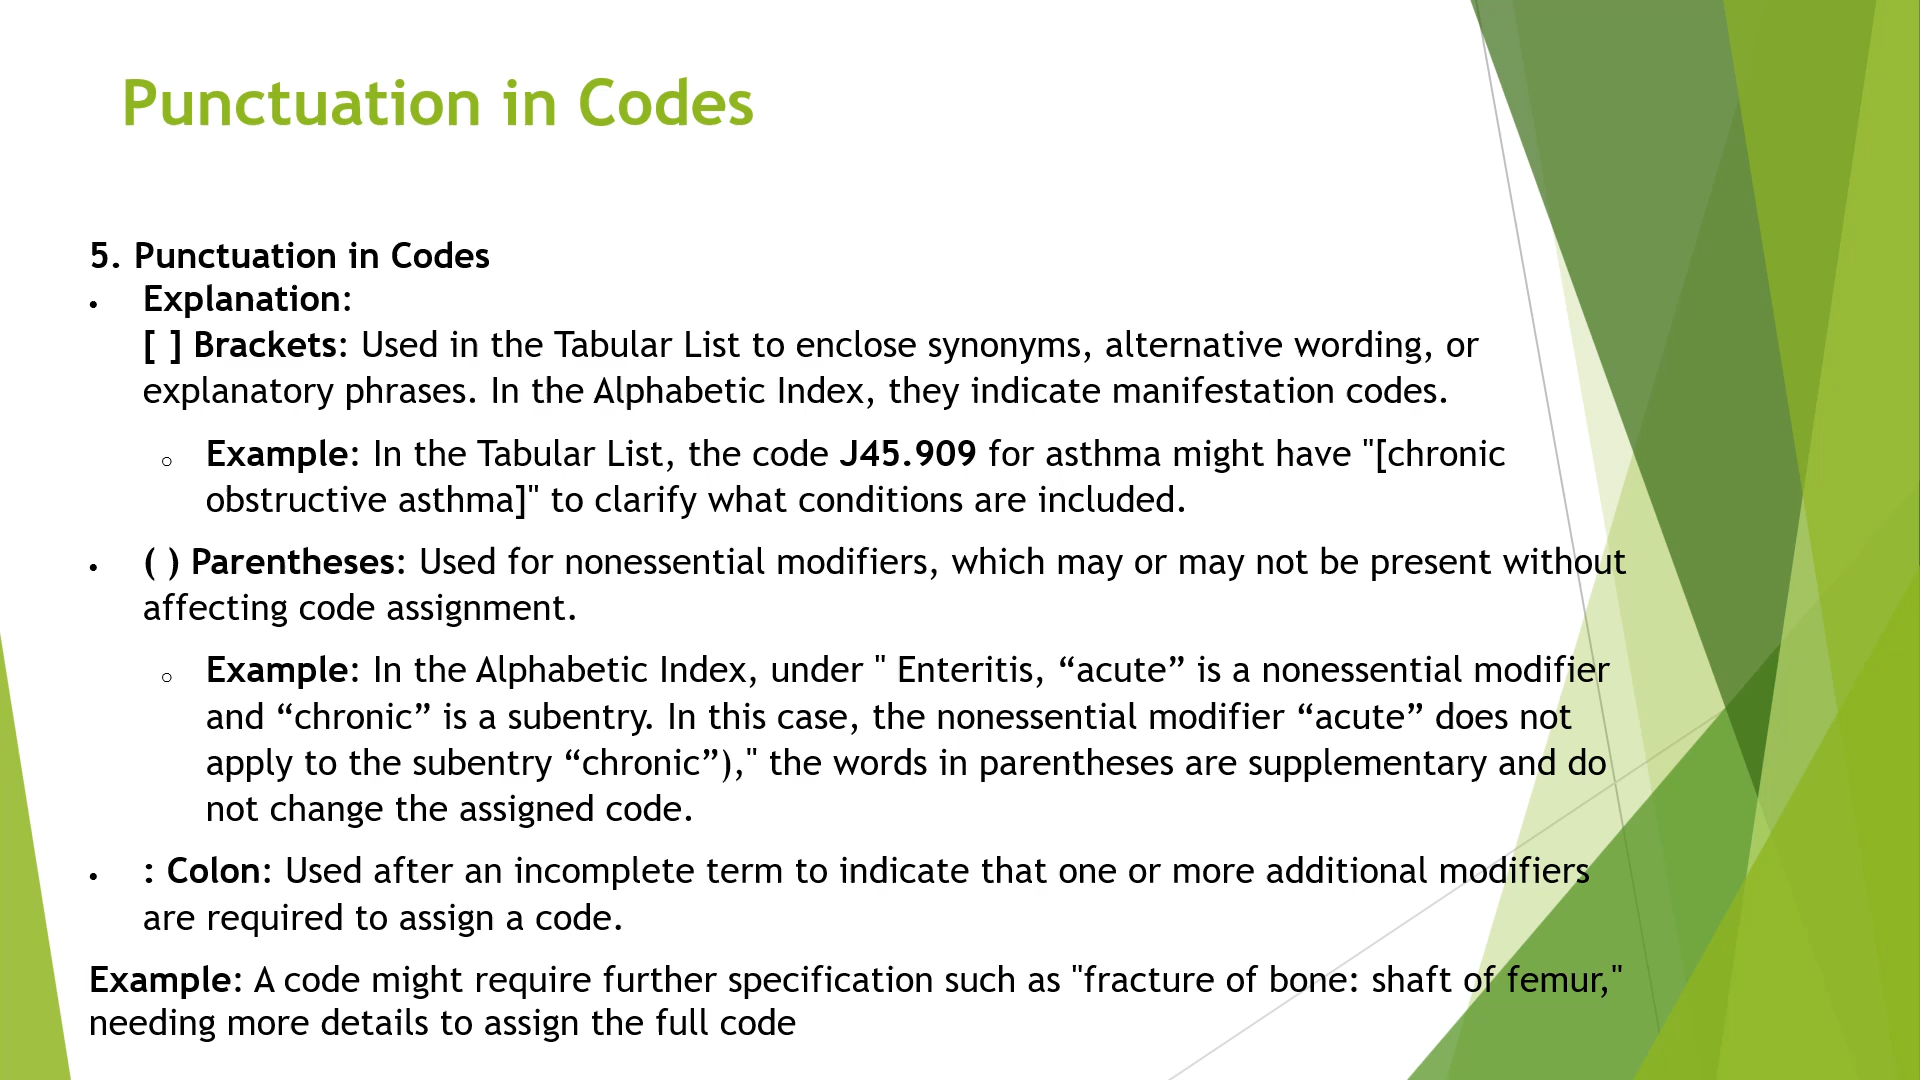 Punctuation in Codes
5. Punctuation in Codes
• Explanation:
[ ] Brackets: Used in the Tabular List to enclose synonyms, alternative wording, or
explanatory phrases. In the Alphabetic Index, they indicate manifestation codes.
○ Example: In the Tabular List, the code J45.909 for asthma might have "[chronic
obstructive asthma]" to clarify what conditions are included.
• ( ) Parentheses: Used for nonessential modifiers, which may or may not be present without
affecting code assignment.
○ Example: In the Alphabetic Index, under " Enteritis, “acute” is a nonessential modifier
and “chronic” is a subentry. In this case, the nonessential modifier “acute” does not
apply to the subentry “chronic”)," the words in parentheses are supplementary and do
not change the assigned code.
• : Colon: Used after an incomplete term to indicate that one or more additional modifiers
are required to assign a code.
Example: A code might require further specification such as "fracture of bone: shaft of femur,"
needing more details to assign the full code